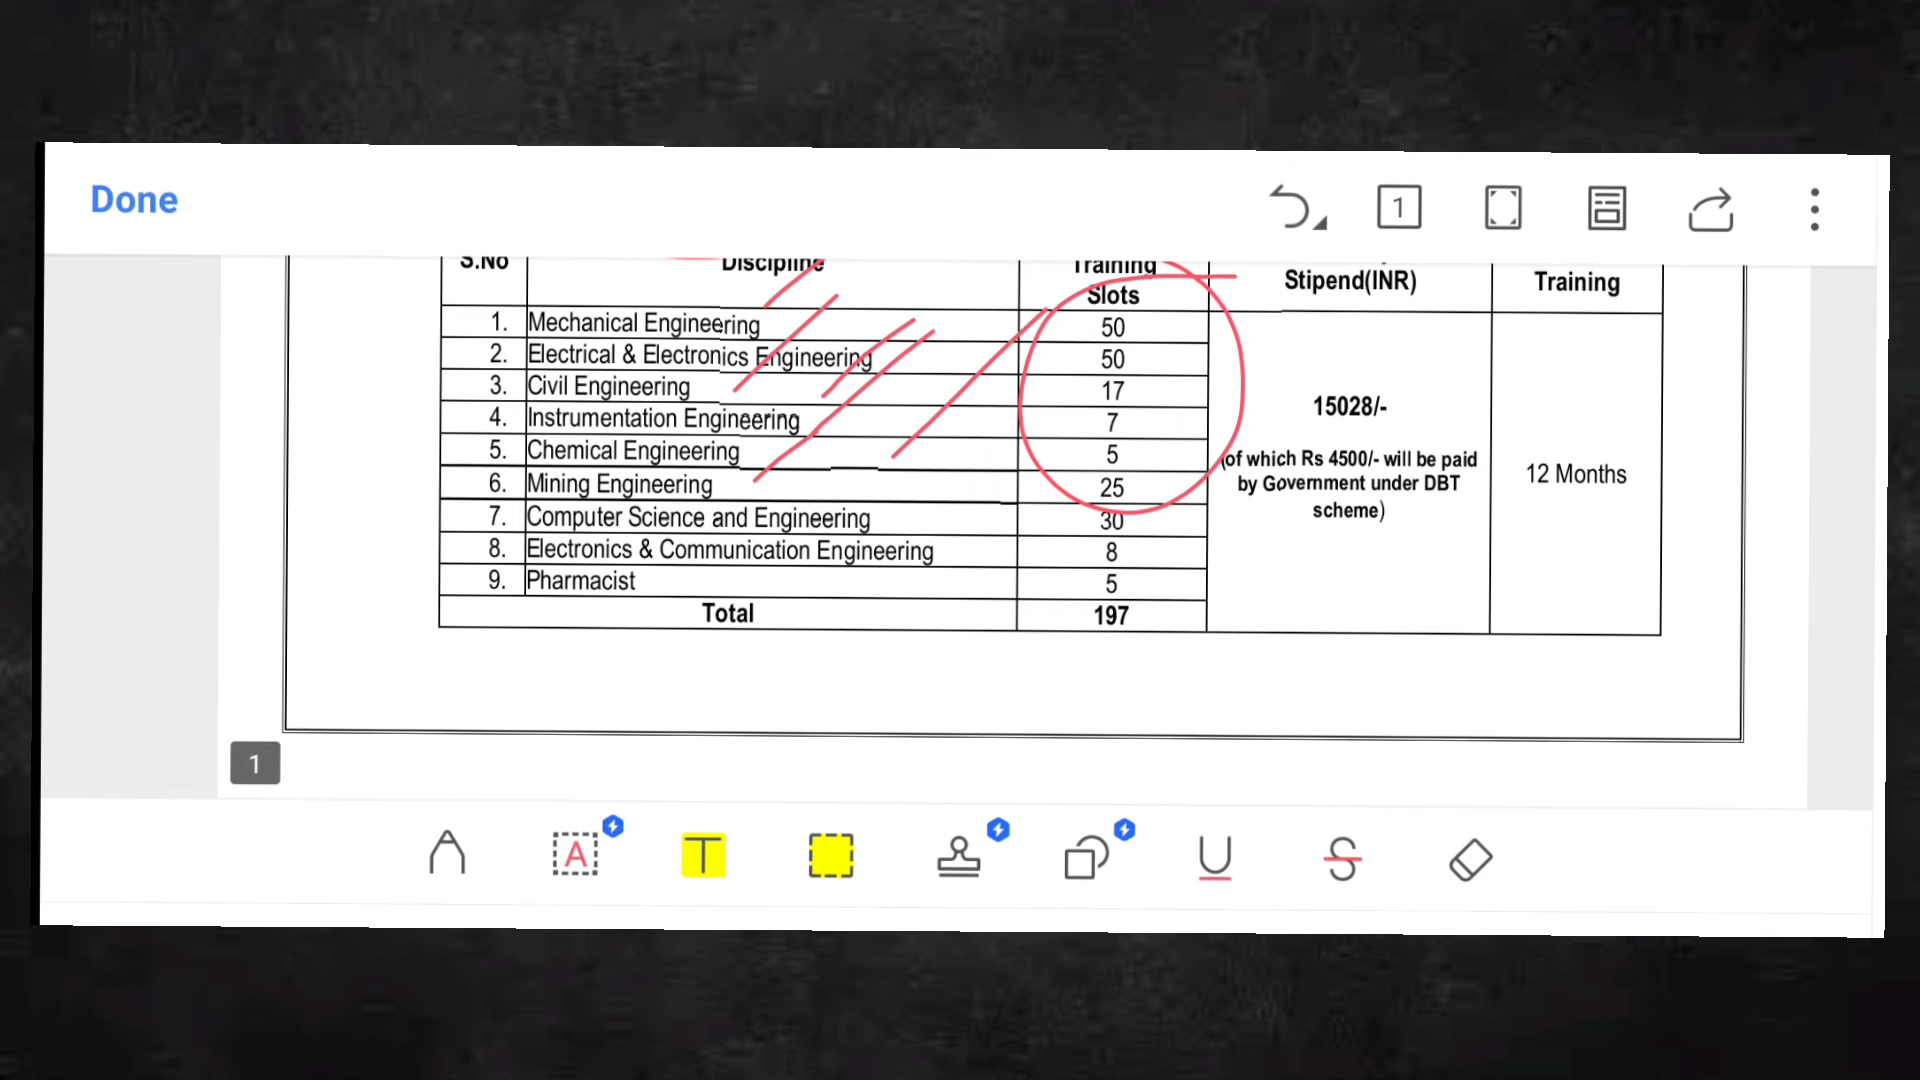 Done
1
S.No Discipline Training Slots Stipend(INR) Training
1. Mechanical Engineering 50
2. Electrical & Electronics Engineering 50
3. Civil Engineering 17
4. Instrumentation Engineering 7
5. Chemical Engineering 5
6. Mining Engineering 25
7. Computer Science and Engineering 30
8. Electronics & Communication Engineering 8
9. Pharmacist 5
Total 197
15028/-
(of which Rs 4500/- will be paid
by Government under DBT
scheme)
12 Months
1
A T U S